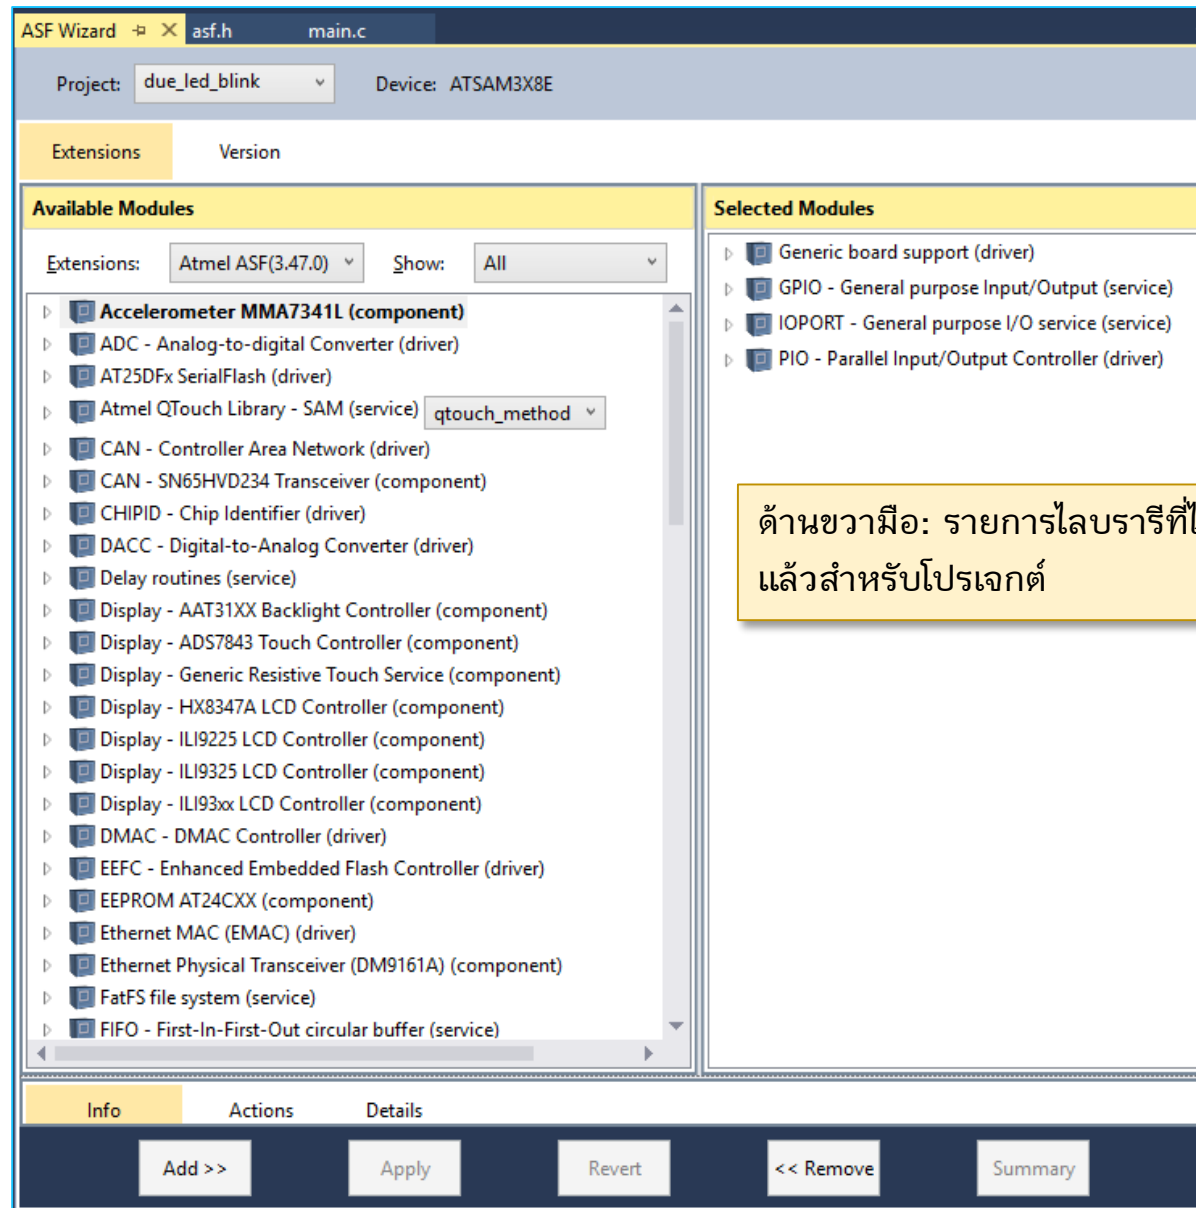 ASF Wizard asf.h main.c
Project: due_led_blink Device: ATSAM3X8E
Extensions Version
Available Modules
Extensions: Atmel ASF(3.47.0) Show: All
Accelerometer MMA7341L (component)
ADC - Analog-to-digital Converter (driver)
AT25DFx SerialFlash (driver)
Atmel QTouch Library - SAM (service) qtouch_method
CAN - Controller Area Network (driver)
CAN - SN65HVD234 Transceiver (component)
CHIPID - Chip Identifier (driver)
DACC - Digital-to-Analog Converter (driver)
Delay routines (service)
Display - AAT31XX Backlight Controller (component)
Display - ADS7843 Touch Controller (component)
Display - Generic Resistive Touch Service (component)
Display - HX8347A LCD Controller (component)
Display - ILI9225 LCD Controller (component)
Display - ILI9325 LCD Controller (component)
Display - ILI93xx LCD Controller (component)
DMAC - DMAC Controller (driver)
EEFC - Enhanced Embedded Flash Controller (driver)
EEPROM AT24CXX (component)
Ethernet MAC (EMAC) (driver)
Ethernet Physical Transceiver (DM9161A) (component)
FatFS file system (service)
FIFO - First-In-First-Out circular buffer (service)
Selected Modules
Generic board support (driver)
GPIO - General purpose Input/Output (service)
IOPORT - General purpose I/O service (service)
PIO - Parallel Input/Output Controller (driver)
ด้านขวามือ: รายการไลบรารีที่
แล้วสำหรับโปรเจกต์
Info Actions Details
Add >> Apply Revert << Remove Summary